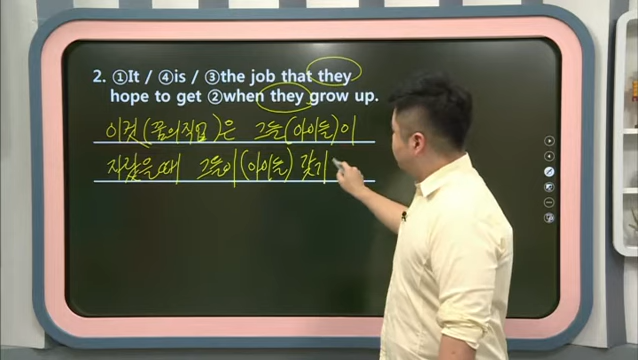 2. ①It / ④is / ③the job that they
hope to get ②when they grow up.
이것(꿈의직업)은 그들(아이들)이
자랐을때 그들이(아이들) 갖기